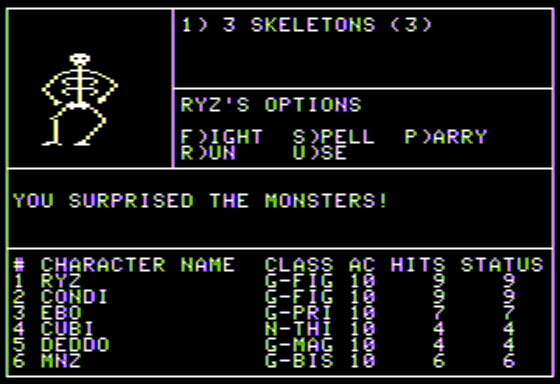 1) 3 SKELETONS (3)
RYZ'S OPTIONS
F)IGHT S)PELL P)ARRY
R)UN U)SE
YOU SURPRISED THE MONSTERS!
# CHARACTER NAME CLASS AC HITS STATUS
1 RYZ G-FIG 10 9 9
2 CONDI G-FIG 10 9 9
3 EBO G-PRI 10 7 7
4 CUBI N-THI 10 4 4
5 DEDDO G-MAG 10 4 4
6 MNZ G-BIS 10 6 6